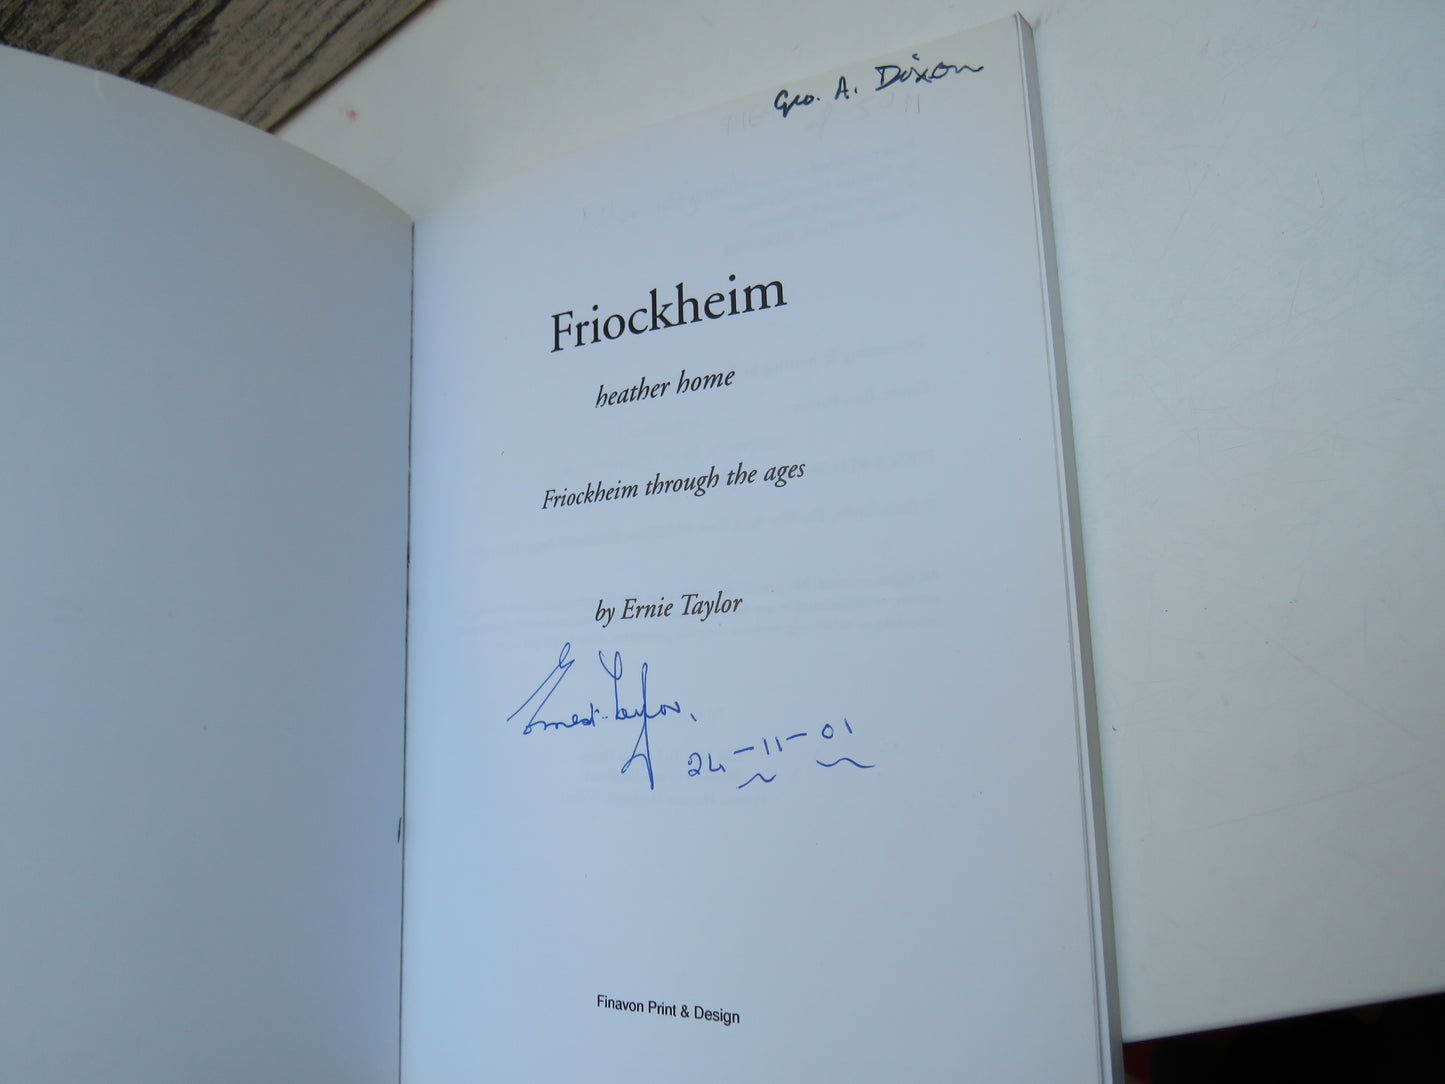 Geo. A. Dixon
Friockheim
heather home
Friockheim through the ages
by Ernie Taylor
Ernest Taylor.
24-11-01
Finavon Print & Design